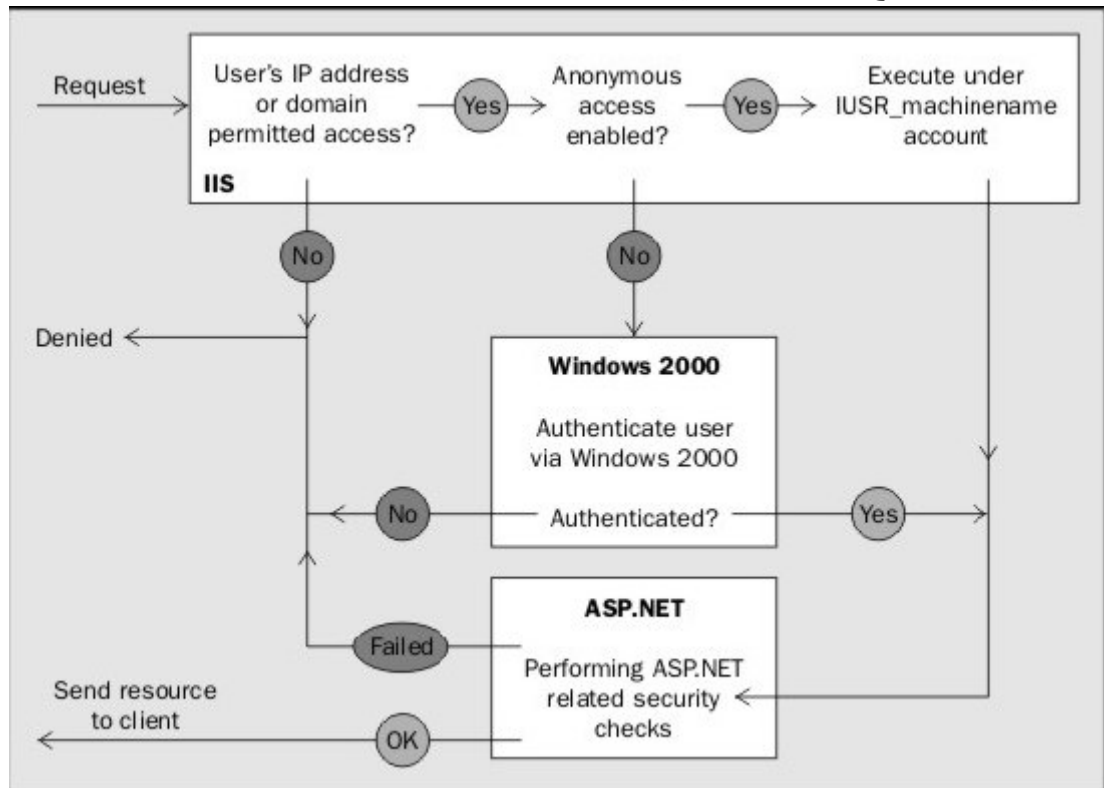 Request
User's IP address
or domain
permitted access?
Yes
Anonymous
access
enabled?
Yes
Execute under
IUSR_machinename
account
IIS
No
No
Denied
Windows 2000
Authenticate user
via Windows 2000
No
Authenticated?
Yes
ASP.NET
Failed
Performing ASP.NET
related security
checks
Send resource
to client
OK